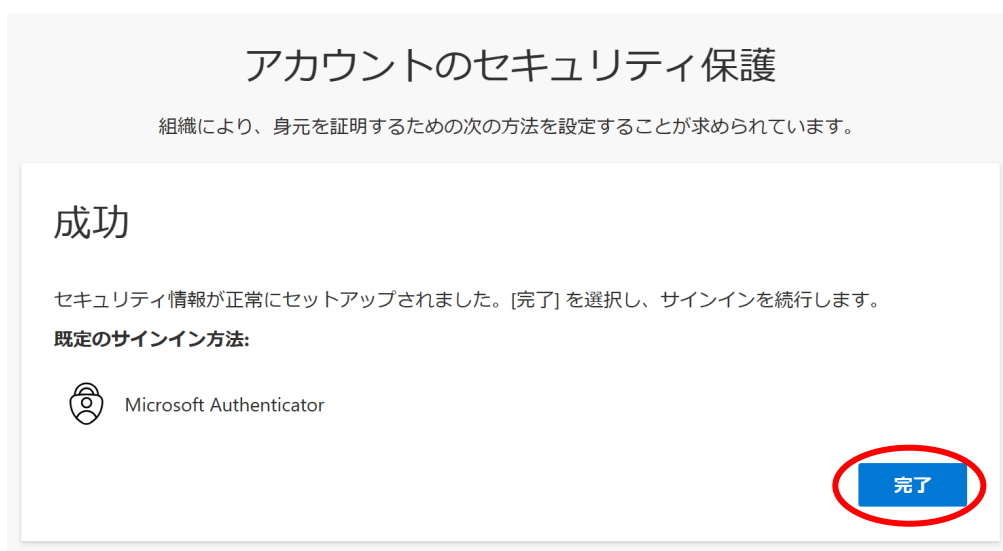 アカウントのセキュリティ保護
組織により、身元を証明するための次の方法を設定することが求められています。
成功
セキュリティ情報が正常にセットアップされました。[完了] を選択し、サインインを続行します。
既定のサインイン方法:
Microsoft Authenticator
完了